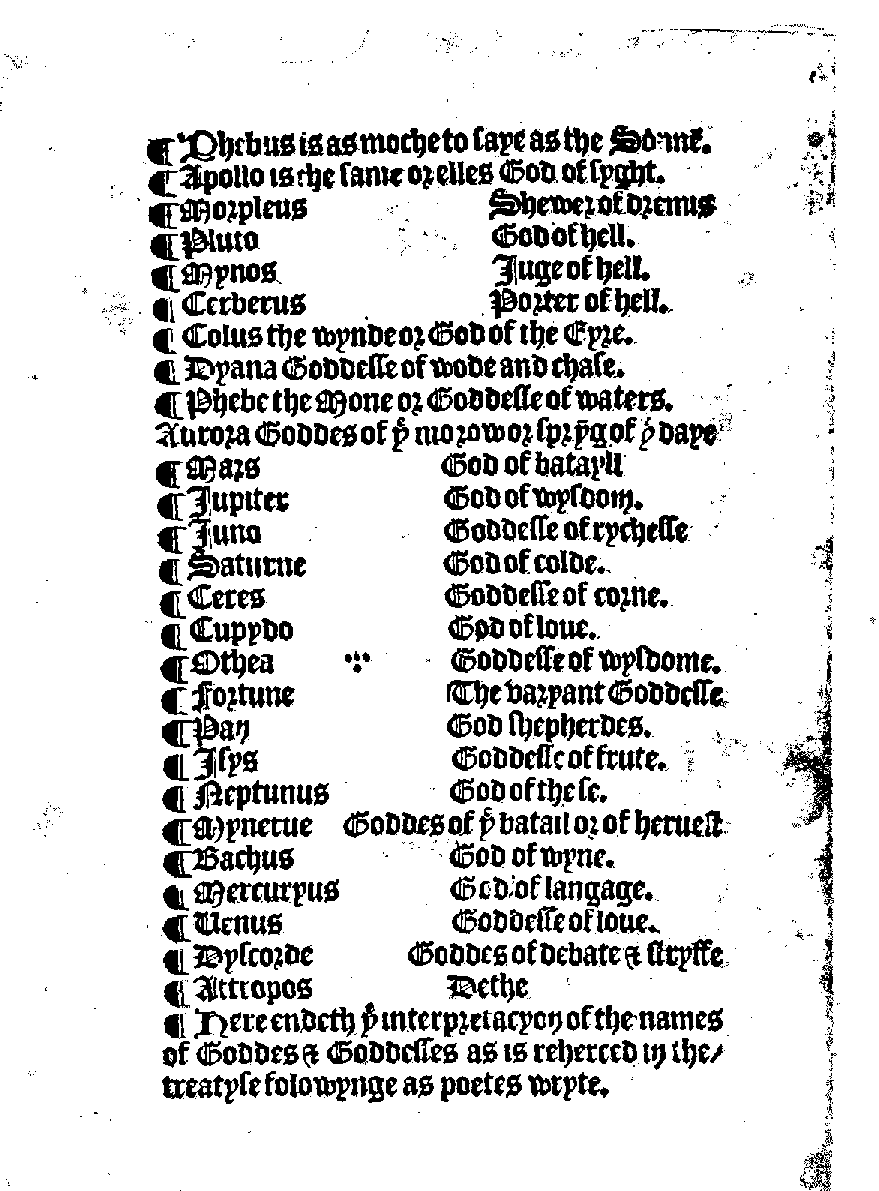 ¶ Phebus is as moche to saye as the Sonne.
¶ Apollo is the same or elles God of syght.
¶ Morpleus Shewer of dremus
¶ Pluto God of hell.
¶ Mynos Juge of hell.
¶ Cerberus Porter of hell.
¶ Colus the wynde or God of the Eyre.
¶ Dyana Goddesse of wode and chase.
¶ Phebe the Mone or Goddesse of waters.
Aurora Goddes of yͤ morow or sprȳg of yͤ daye
¶ Mars God of batayll
¶ Jupiter God of wysdom.
¶ Juno Goddesse of rychesse
¶ Saturne God of colde.
¶ Ceres Goddesse of corne.
¶ Cupydo God of loue.
¶ Othea Goddesse of wysdome.
¶ Fortune The varyant Goddesse
¶ Pan God shepherdes.
¶ Isys Goddesse of frute.
¶ Neptunus God of the se.
¶ Mynerue Goddes of yͤ batail or of heruest
¶ Bachus God of wyne.
¶ Mercuryus God of langage.
¶ Uenus Goddesse of loue.
¶ Dyscorde Goddes of debate & stryffe
¶ Attropos Dethe
¶ Here endeth yͤ interpretacyon of the names
of Goddes & Goddesses as is reherced in the/
treatyse folowynge as poetes wryte.